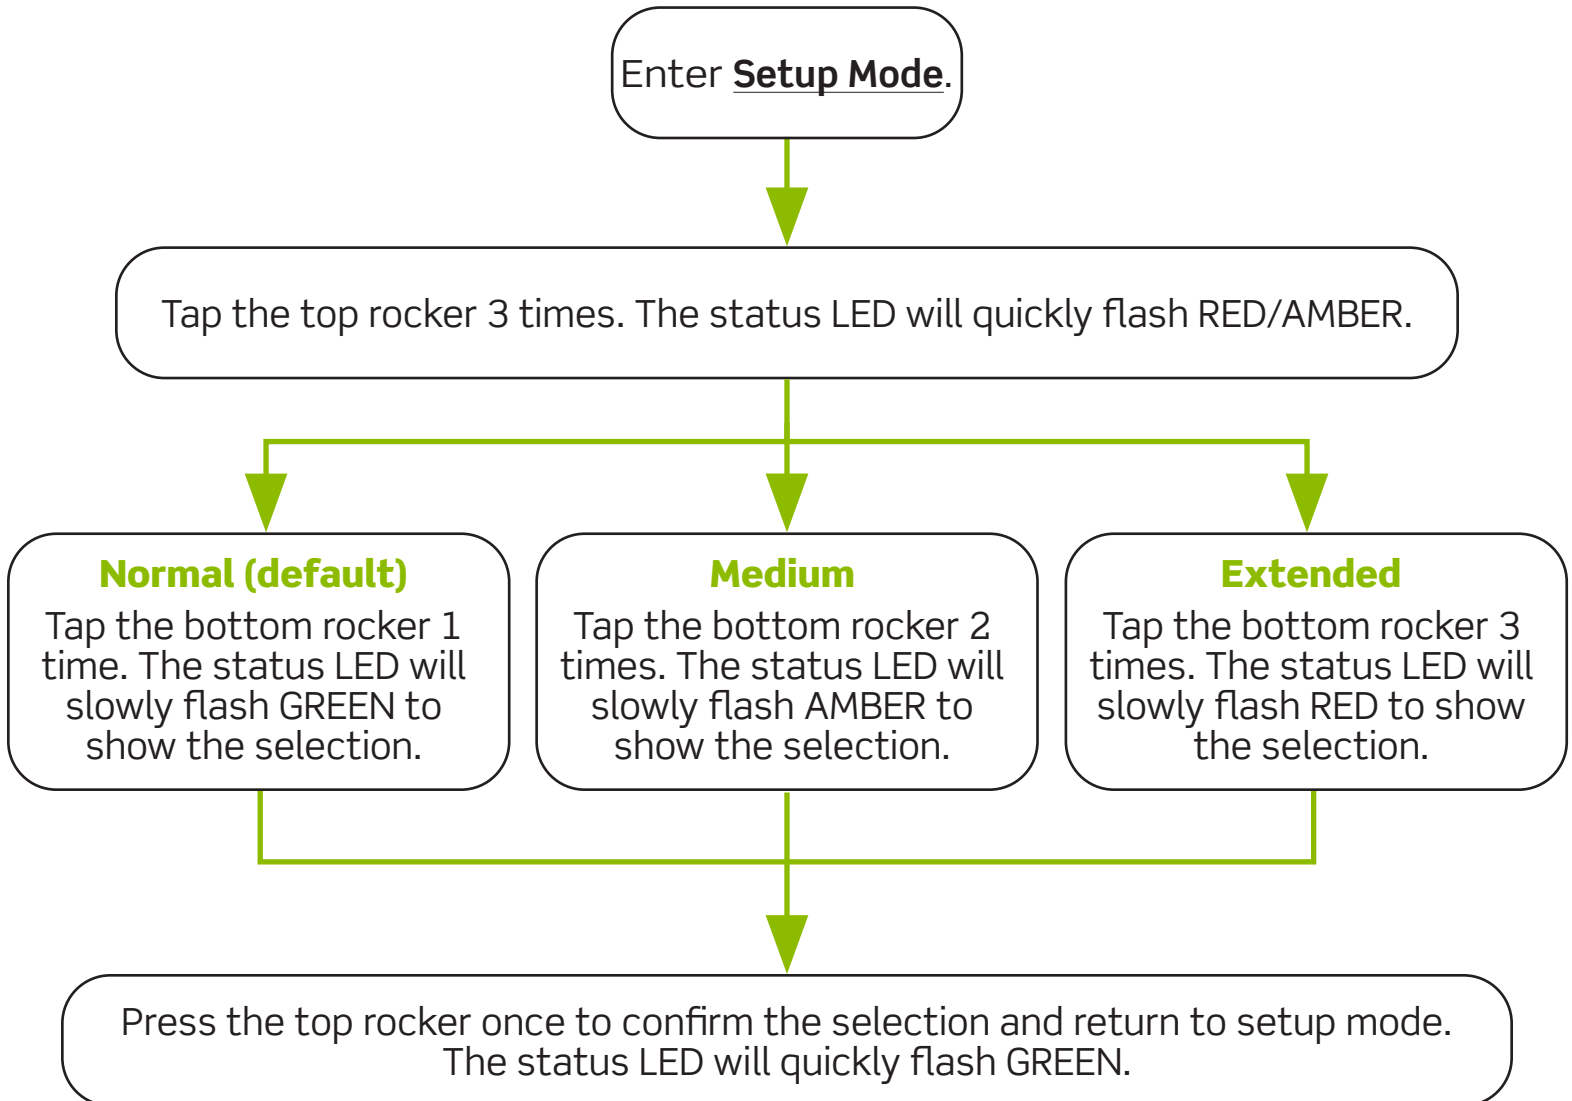 Enter Setup Mode.
Tap the top rocker 3 times. The status LED will quickly flash RED/AMBER.
Normal (default)
Tap the bottom rocker 1
time. The status LED will
slowly flash GREEN to
show the selection.
Medium
Tap the bottom rocker 2
times. The status LED will
slowly flash AMBER to
show the selection.
Extended
Tap the bottom rocker 3
times. The status LED will
slowly flash RED to show
the selection.
Press the top rocker once to confirm the selection and return to setup mode.
The status LED will quickly flash GREEN.